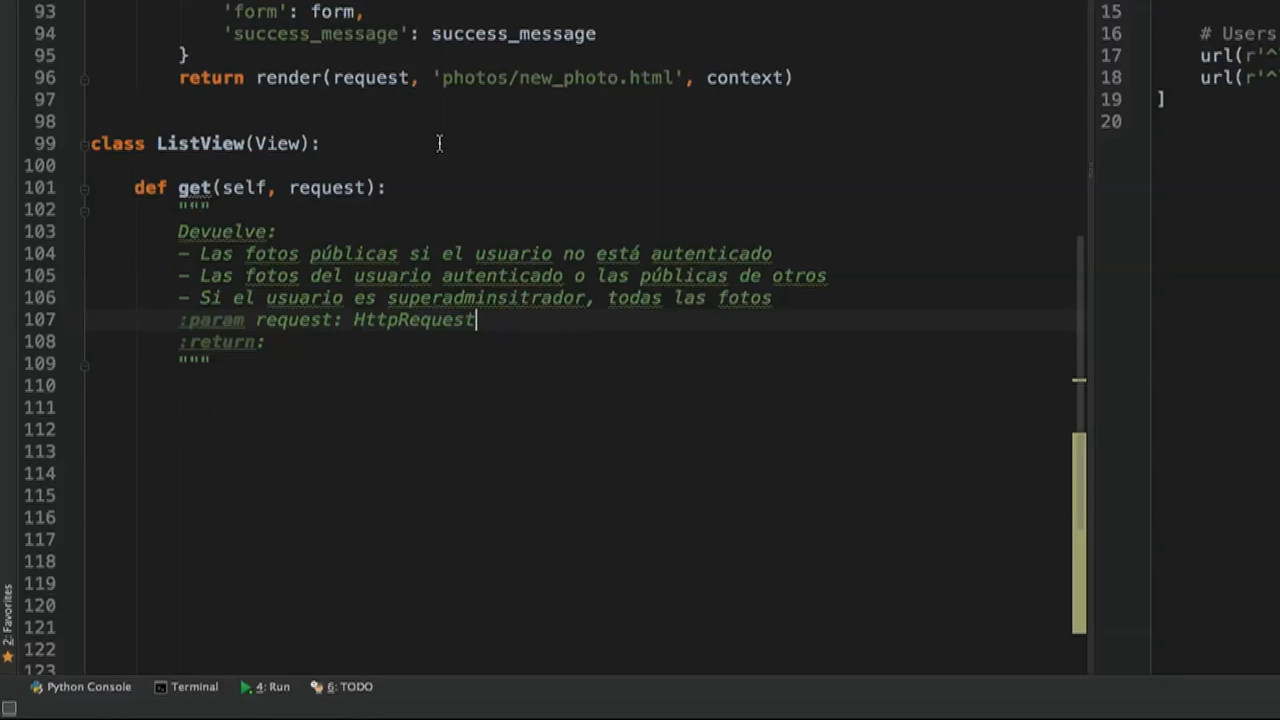 93 'form': form,
94 'success_message': success_message
95 }
96 return render(request, 'photos/new_photo.html', context)
97
98
99 class ListView(View):
100
101 def get(self, request):
102 """
103 Devuelve:
104 - Las fotos públicas si el usuario no está autenticado
105 - Las fotos del usuario autenticado o las públicas de otros
106 - Si el usuario es superadminsitrador, todas las fotos
107 :param request: HttpRequest
108 :return:
109 """
110
111
112
113
114
115
116
117
118
119
120
121
122
123
15
16 # Users
17 url(r'^
18 url(r'^
19 ]
20
2: Favorites
Python Console Terminal 4: Run 6: TODO